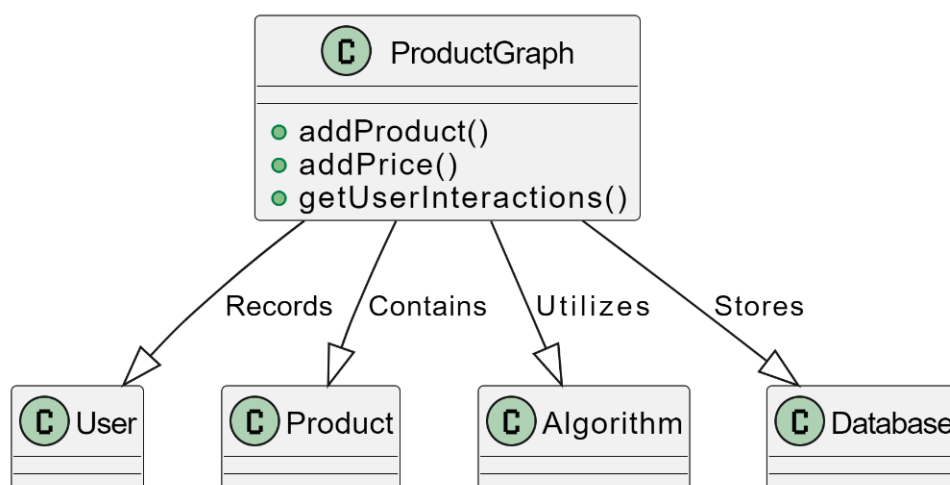 C ProductGraph
addProduct()
addPrice()
getUserInteractions()
Records Contains Utilizes Stores
C User C Product C Algorithm C Database